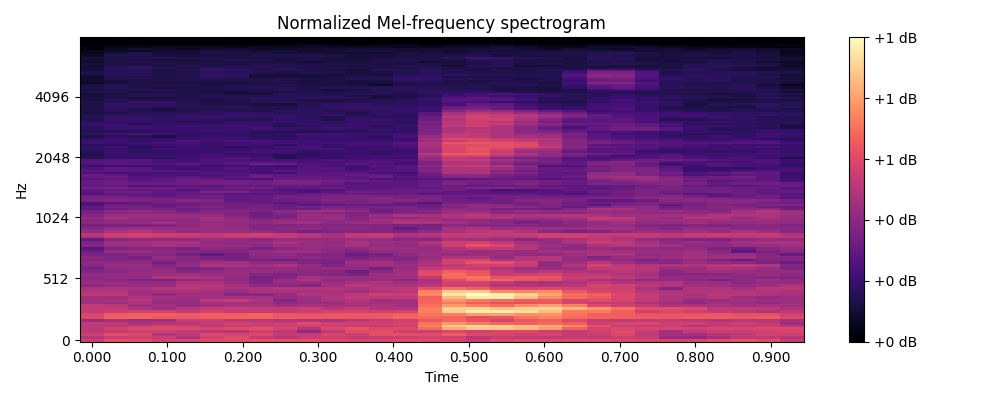 Normalized Mel-frequency spectrogram
Hz
4096
2048
1024
512
0
0.000 0.100 0.200 0.300 0.400 0.500 0.600 0.700 0.800 0.900
Time
+1 dB
+1 dB
+1 dB
+0 dB
+0 dB
+0 dB